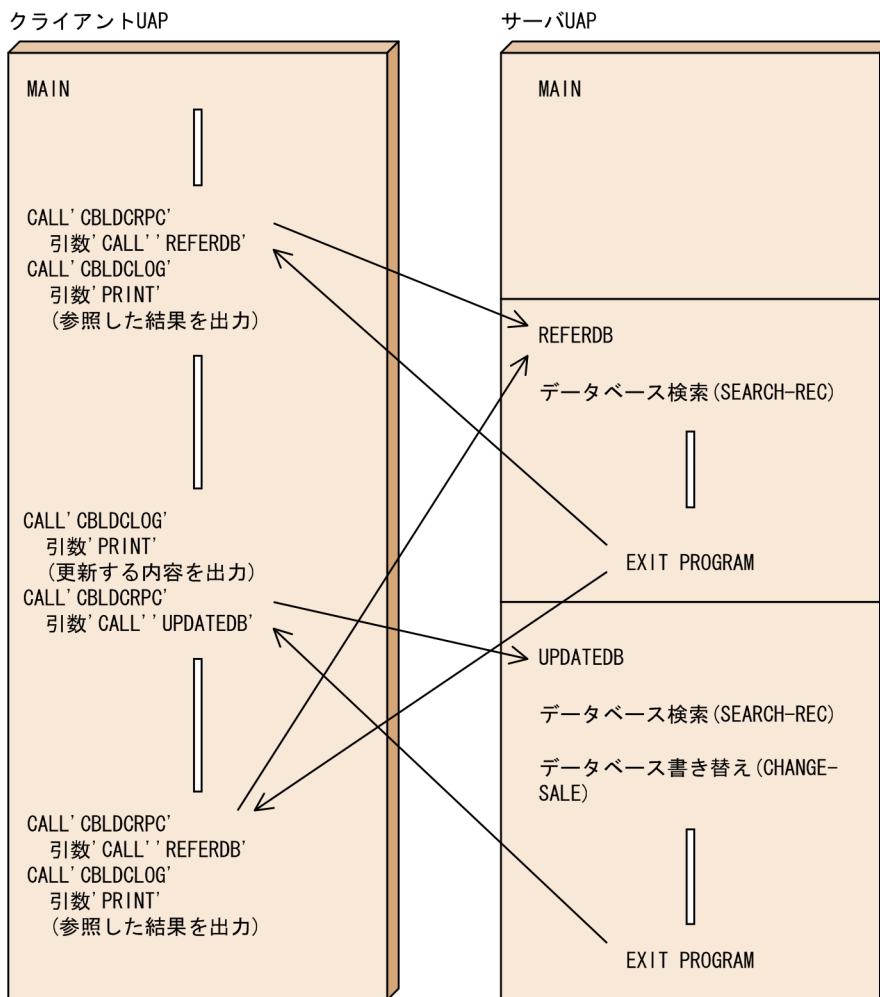 クライアントUAP
MAIN
CALL'CBLDCRPC'
引数'CALL''REFERDB'
CALL'CBLDCLOG'
引数'PRINT'
(参照した結果を出力)
CALL'CBLDCLOG'
引数'PRINT'
(更新する内容を出力)
CALL'CBLDCRPC'
引数'CALL''UPDATEDB'
CALL'CBLDCRPC'
引数'CALL''REFERDB'
CALL'CBLDCLOG'
引数'PRINT'
(参照した結果を出力)
サーバUAP
MAIN
REFERDB
データベース検索(SEARCH-REC)
EXIT PROGRAM
UPDATEDB
データベース検索(SEARCH-REC)
データベース書き替え(CHANGE-
SALE)
EXIT PROGRAM